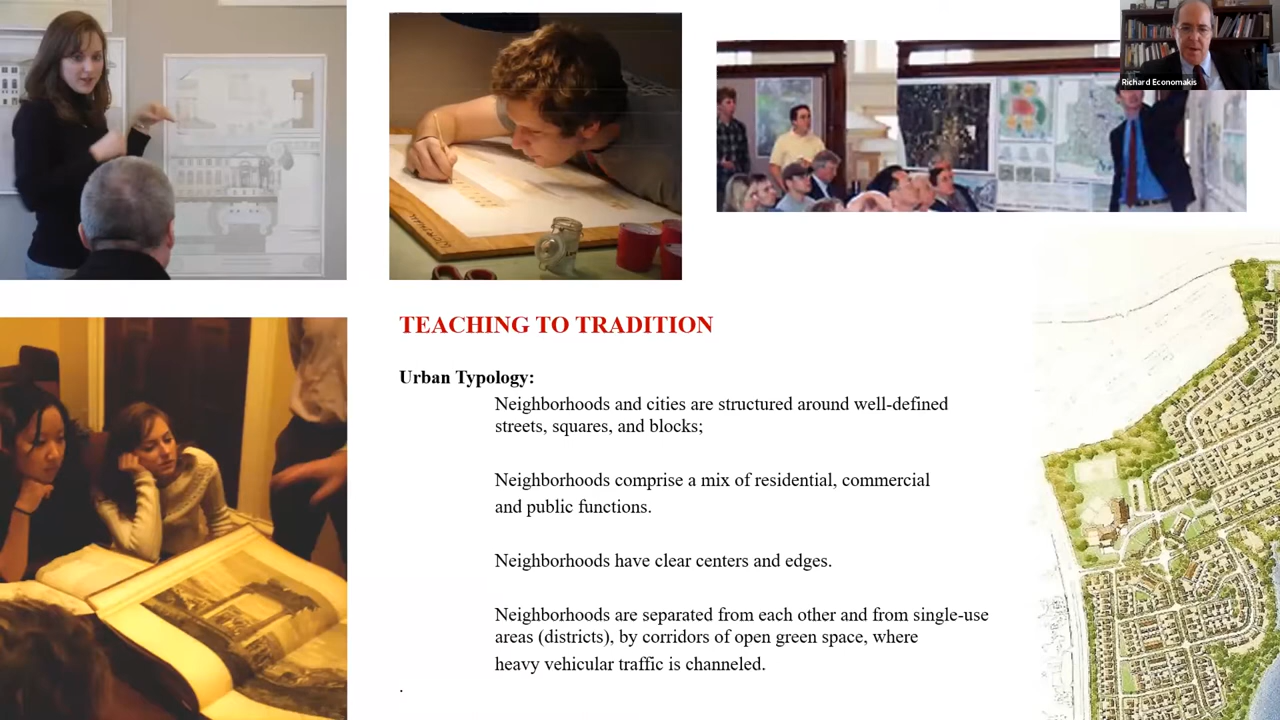 Richard Economakis
TEACHING TO TRADITION
Urban Typology:
Neighborhoods and cities are structured around well-defined
streets, squares, and blocks;
Neighborhoods comprise a mix of residential, commercial
and public functions.
Neighborhoods have clear centers and edges.
Neighborhoods are separated from each other and from single-use
areas (districts), by corridors of open green space, where
heavy vehicular traffic is channeled.
.